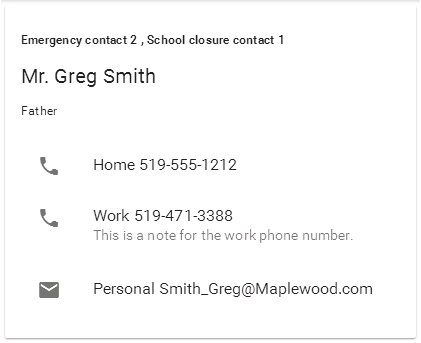 Emergency contact 2 , School closure contact 1
Mr. Greg Smith
Father
Home 519-555-1212
Work 519-471-3388
This is a note for the work phone number.
Personal Smith_Greg@Maplewood.com